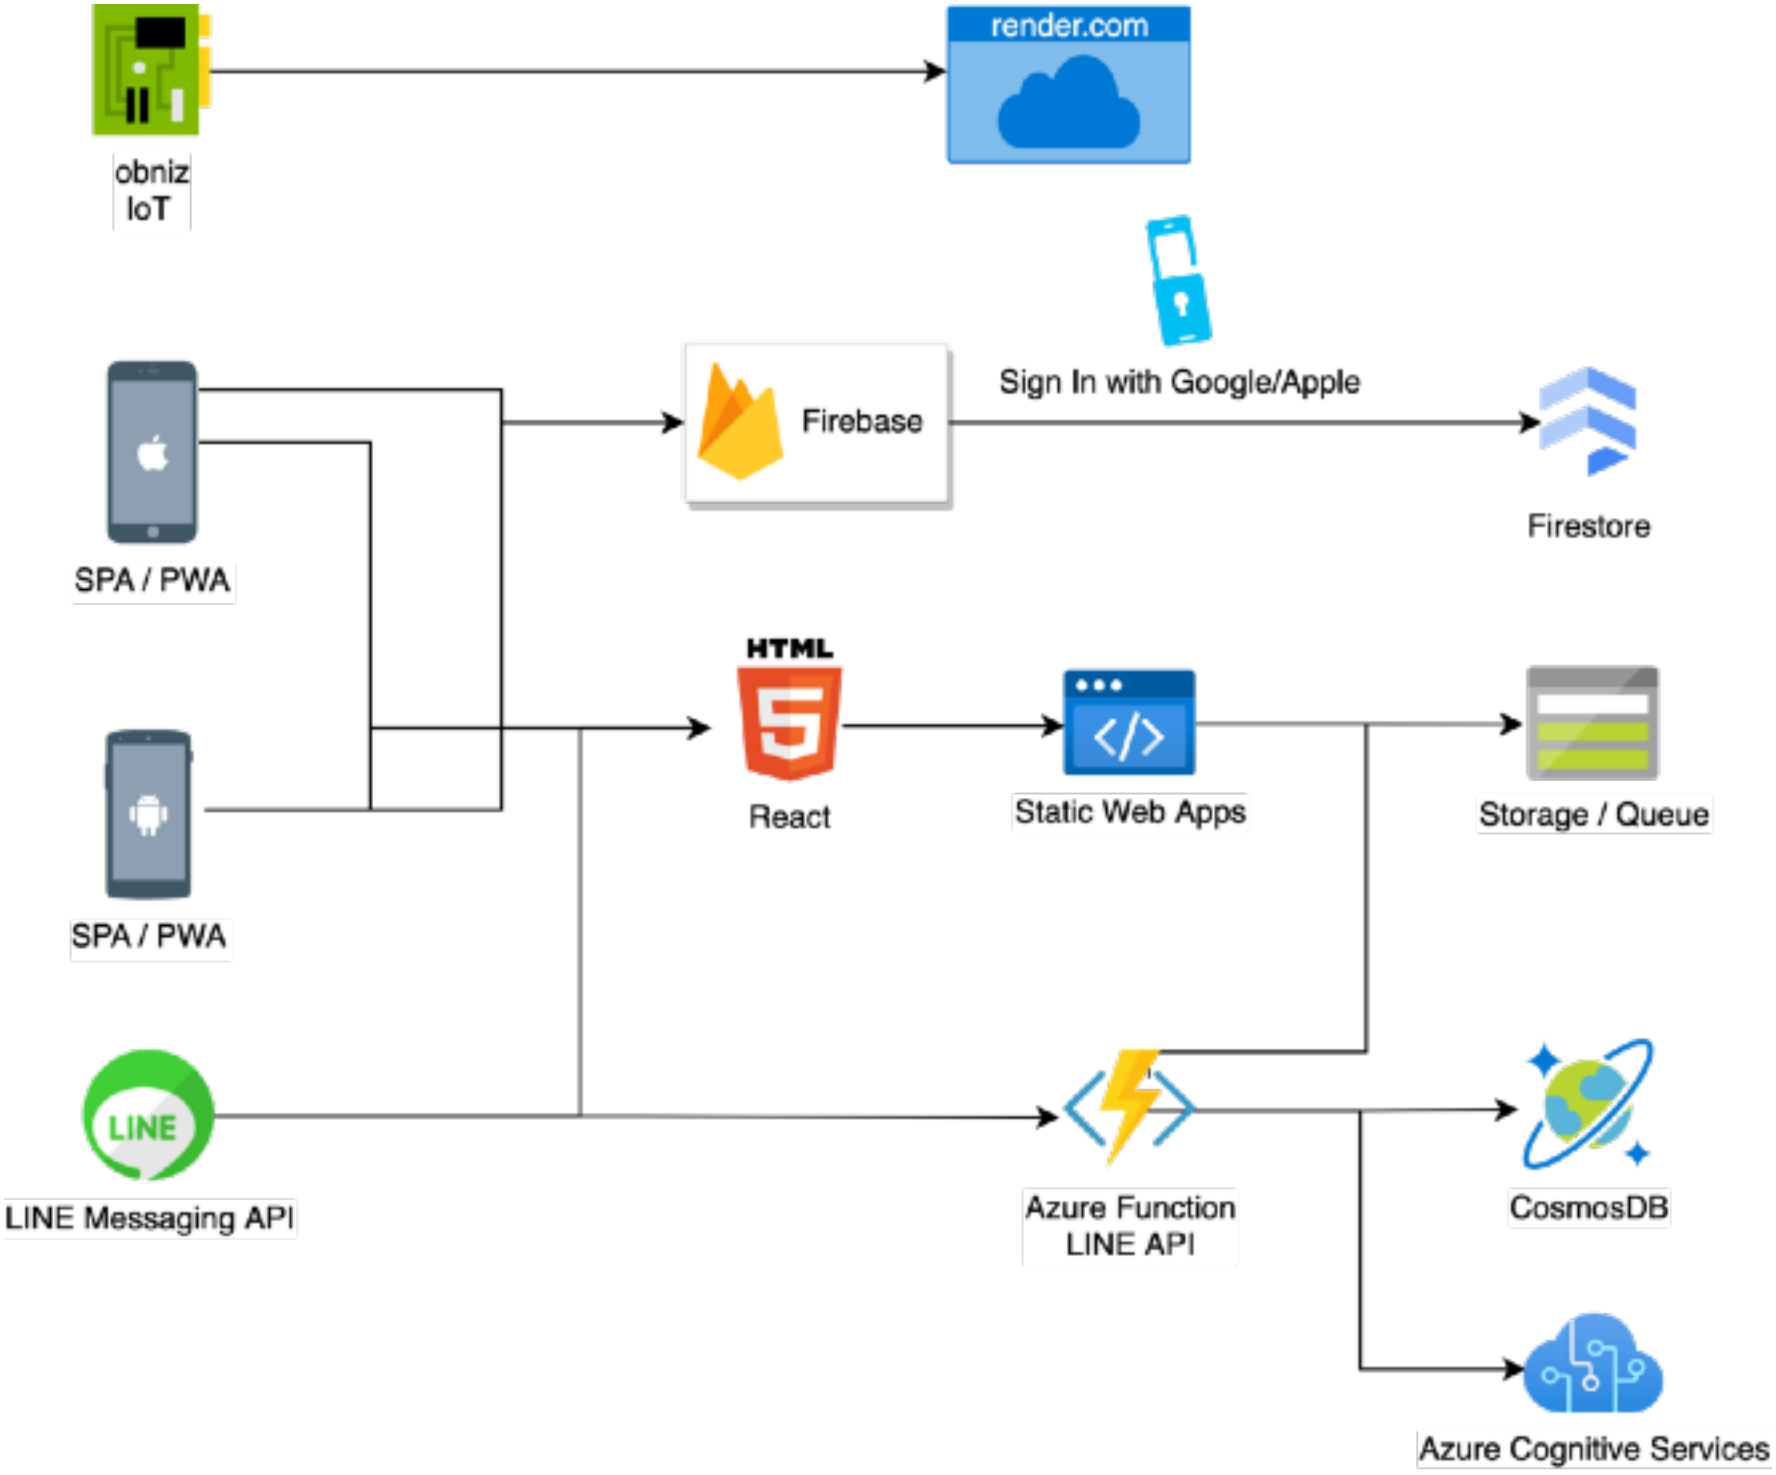 render.com
obniz
IoT
Sign In with Google/Apple
Firebase
Firestore
SPA / PWA
HTML
5
React
Static Web Apps
Storage / Queue
SPA / PWA
LINE
LINE Messaging API
Azure Function
LINE API
CosmosDB
Azure Cognitive Services